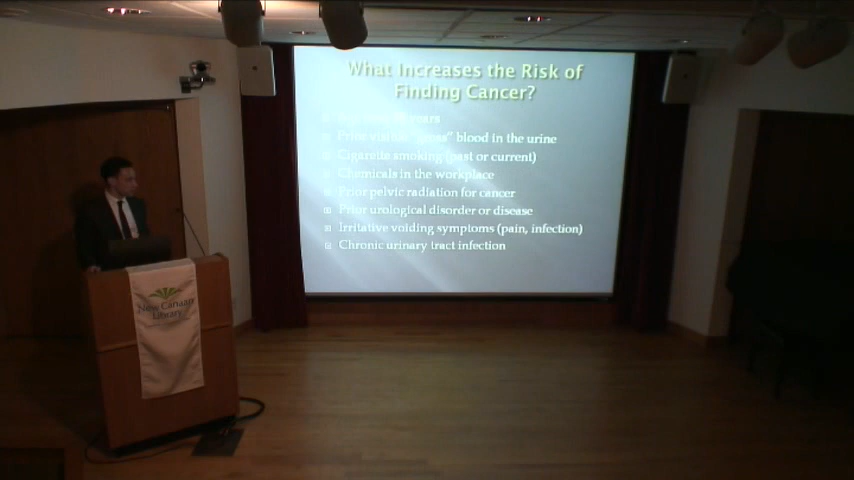 What Increases the Risk of
Finding Cancer?
years
Prior visible "gross" blood in the urine
Cigarette smoking (past or current)
Chemicals in the workplace
Prior pelvic radiation for cancer
Prior urological disorder or disease
Irritative voiding symptoms (pain, infection)
Chronic urinary tract infection
New Canaan
Library